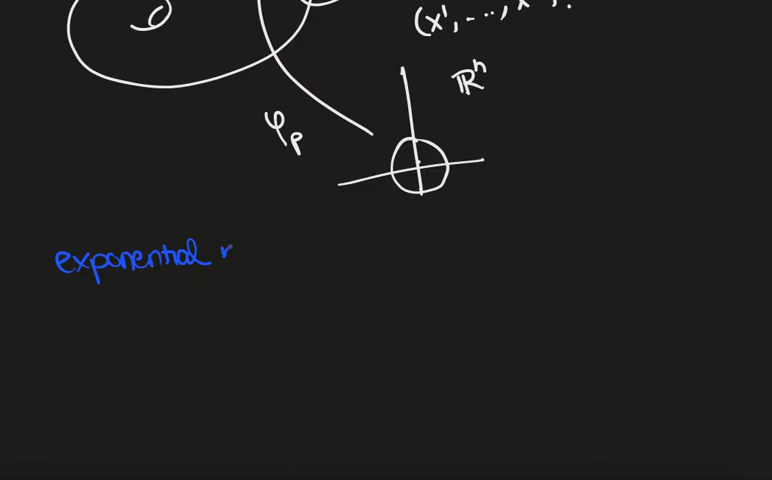 (x¹, ..., x
ℝⁿ
φₚ
exponential